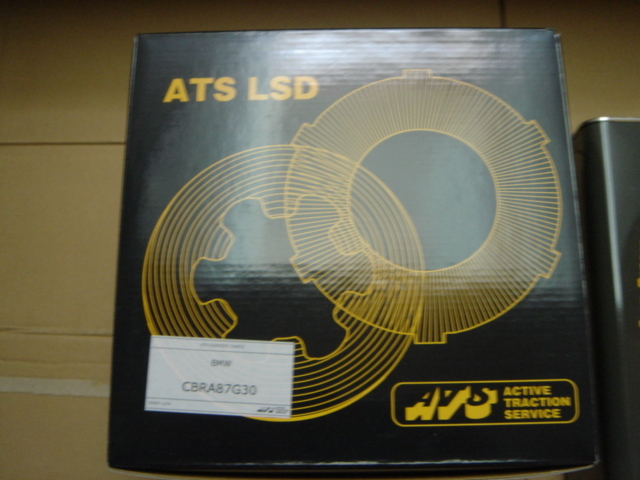 ATS LSD
BMW
CBRA87G30
ATS
ACTIVE
TRACTION
SERVICE